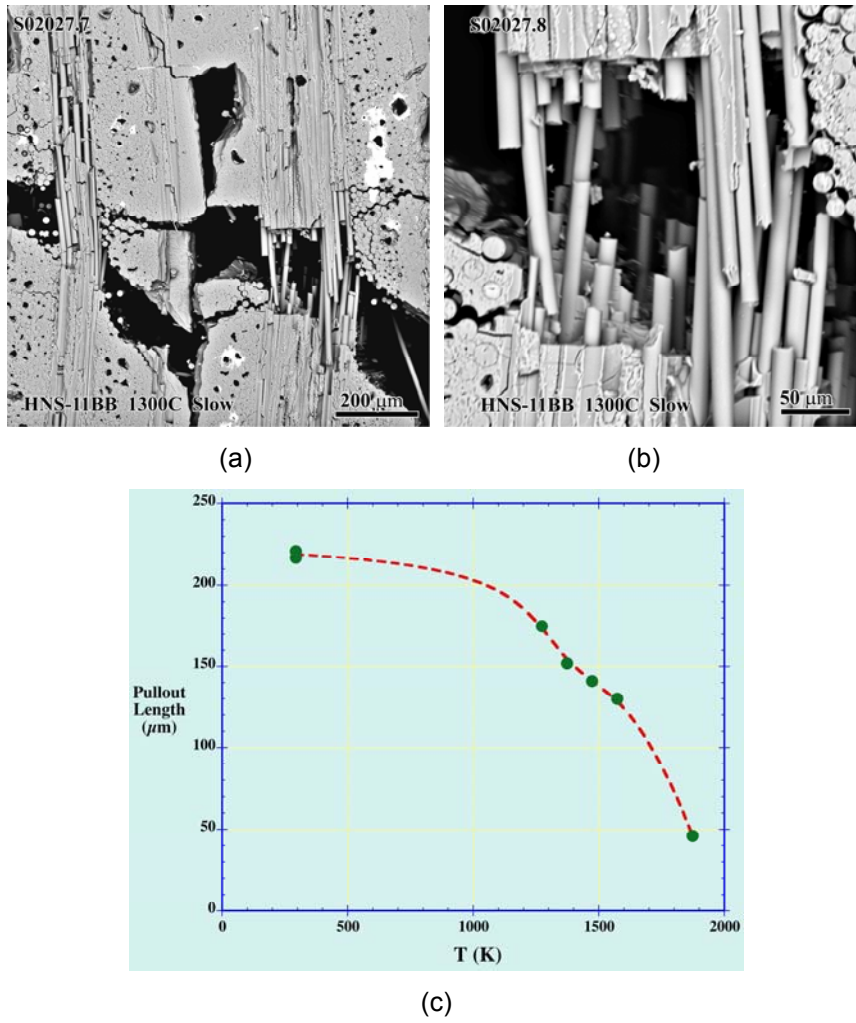 S02027.7
HNS-11BB 1300C Slow
200 µm
S02027.8
HNS-11BB 1300C Slow
50 µm
(a)
(b)
250
200
150
100
50
0
Pullout
Length
(µm)
0 500 1000 1500 2000
T (K)
(c)